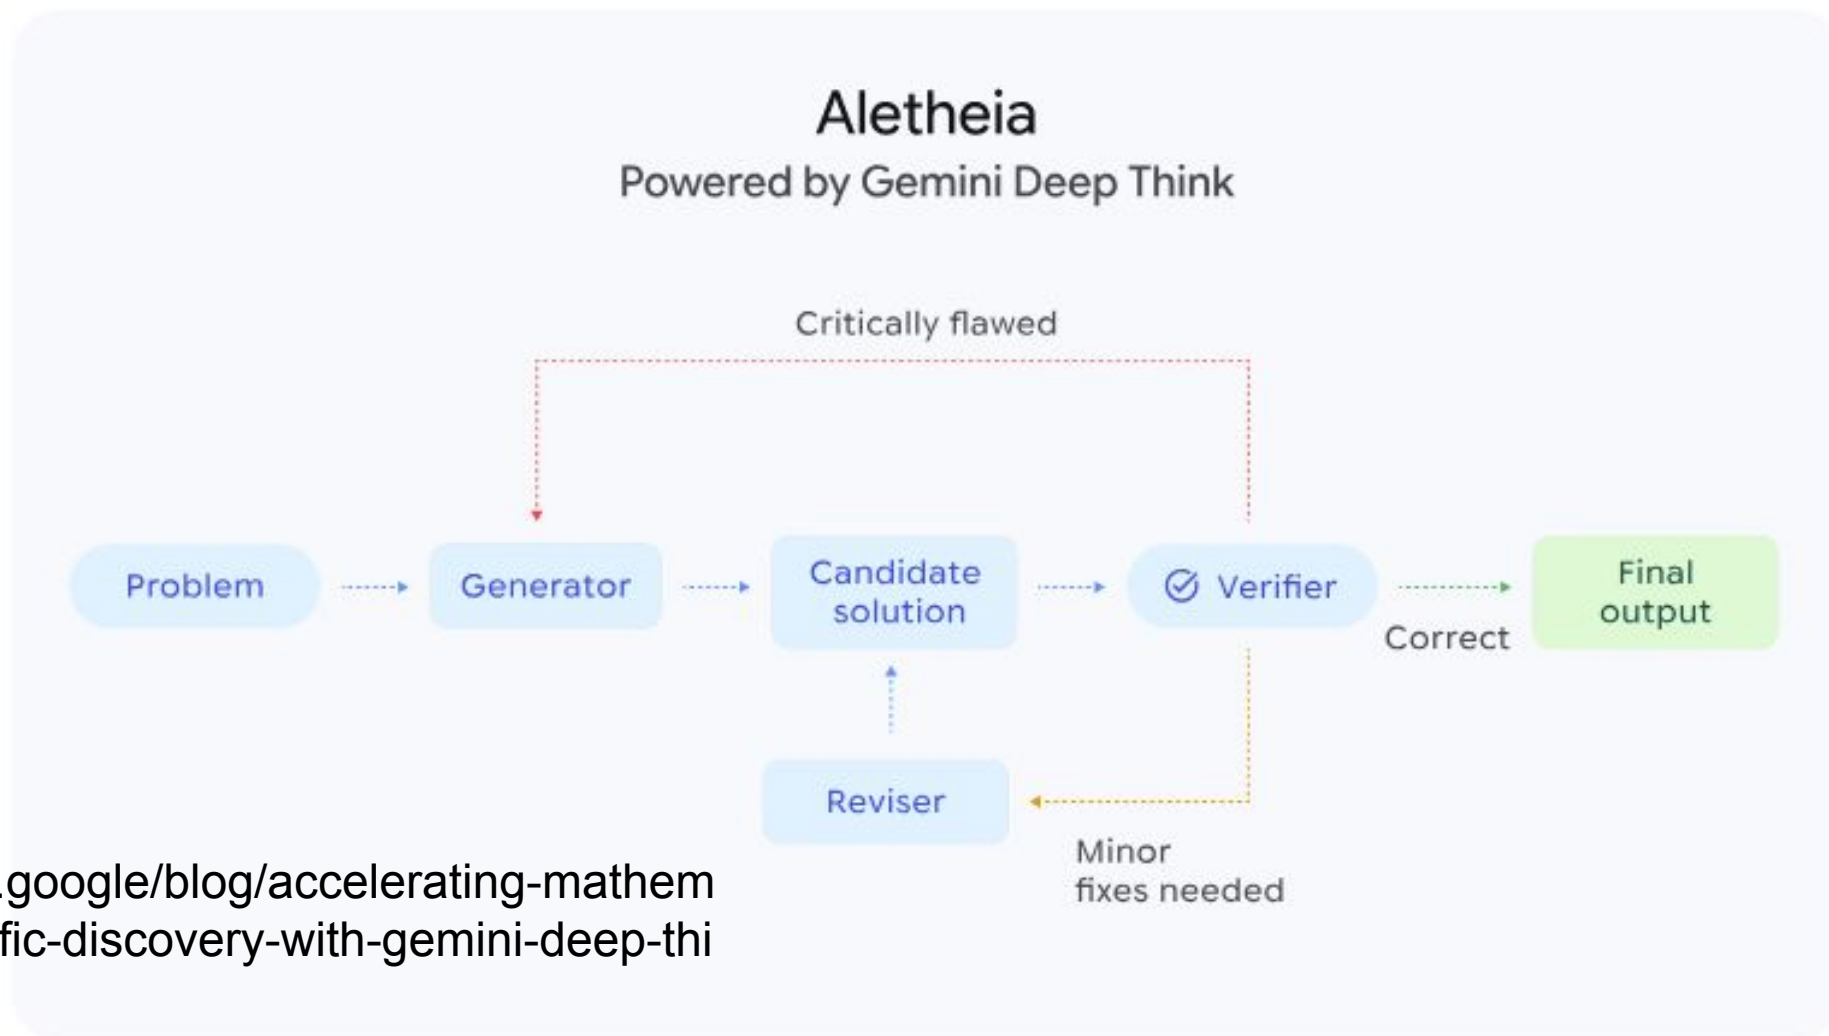 Aletheia
Powered by Gemini Deep Think
Critically flawed
Problem
Generator
Candidate
solution
Verifier
Correct
Final
output
Reviser
Minor
fixes needed
.google/blog/accelerating-mathem
fic-discovery-with-gemini-deep-thi